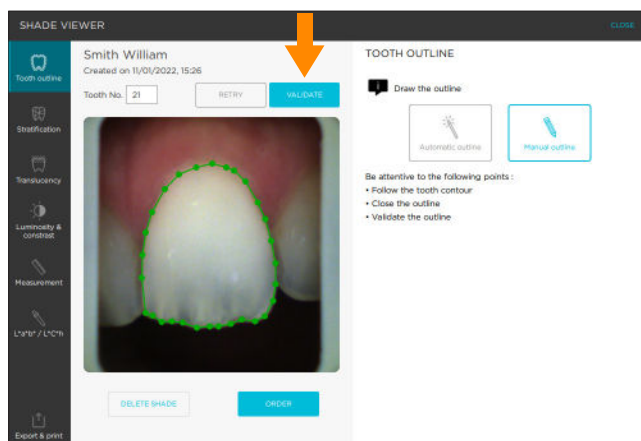 SHADE VIEWER
CLOSE
Tooth outline
Stratification
Translucency
Luminosity &
constrast
Measurement
L*a*b* / L*C*h
Export & print
Smith William
Created on 11/01/2022, 15:26
Tooth No. 21
RETRY
VALIDATE
DELETE SHADE
ORDER
TOOTH OUTLINE
Draw the outline
Automatic outline
Manual outline
Be attentive to the following points :
• Follow the tooth contour
• Close the outline
• Validate the outline